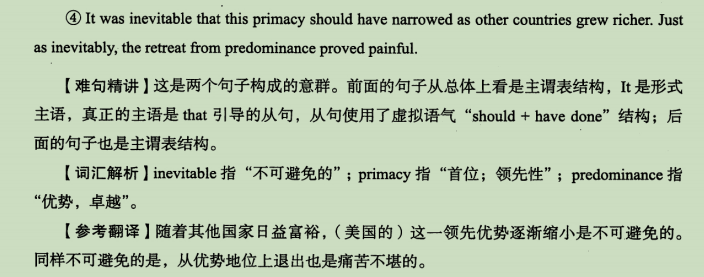 ④ It was inevitable that this primacy should have narrowed as other countries grew richer. Just
as inevitably, the retreat from predominance proved painful.
【难句精讲】这是两个句子构成的意群。前面的句子从总体上看是主谓表结构，It 是形式
主语，真正的主语是 that 引导的从句，从句使用了虚拟语气“should + have done”结构；后
面的句子也是主谓表结构。
【词汇解析】inevitable 指“不可避免的”；primacy 指“首位；领先性”；predominance 指
“优势，卓越”。
【参考翻译】随着其他国家日益富裕，（美国的）这一领先优势逐渐缩小是不可避免的。
同样不可避免的是，从优势地位上退出也是痛苦不堪的。